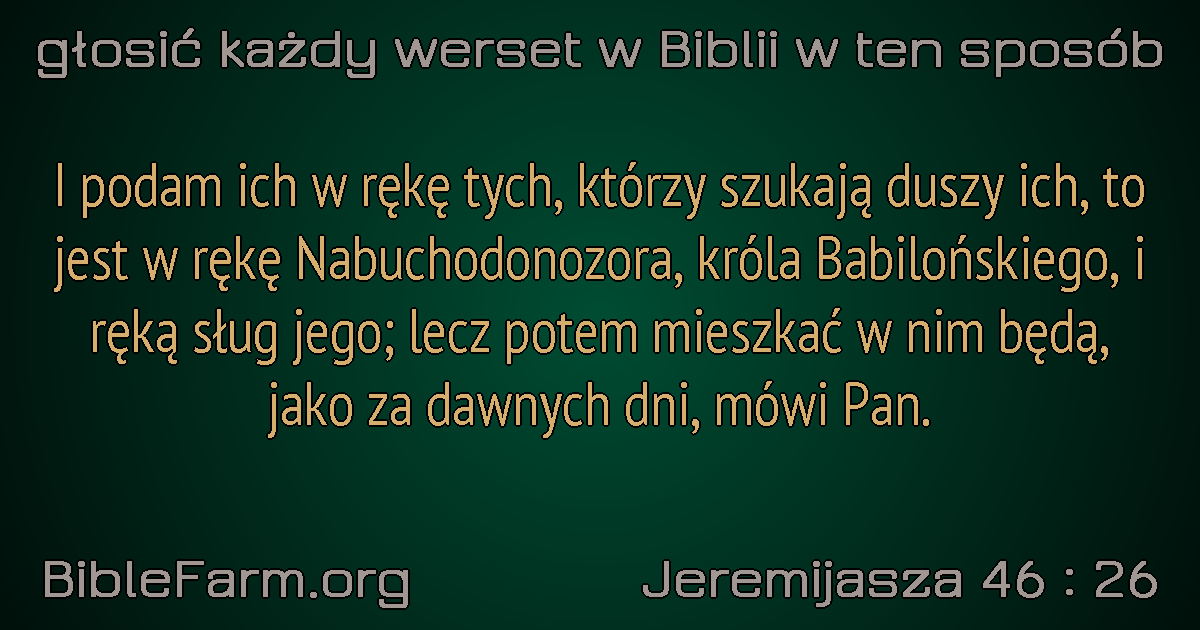 głosić każdy werset w Biblii w ten sposób
I podam ich w rękę tych, którzy szukają duszy ich, to
jest w rękę Nabuchodonozora, króla Babilońskiego, i
ręką sług jego; lecz potem mieszkać w nim będą,
jako za dawnych dni, mówi Pan.
BibleFarm.org
Jeremijasza 46 : 26